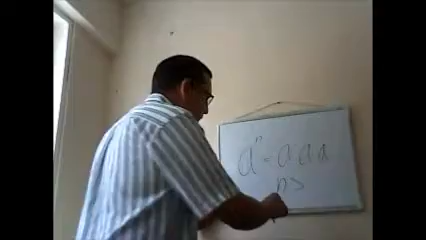 aⁿ = a a a
n >